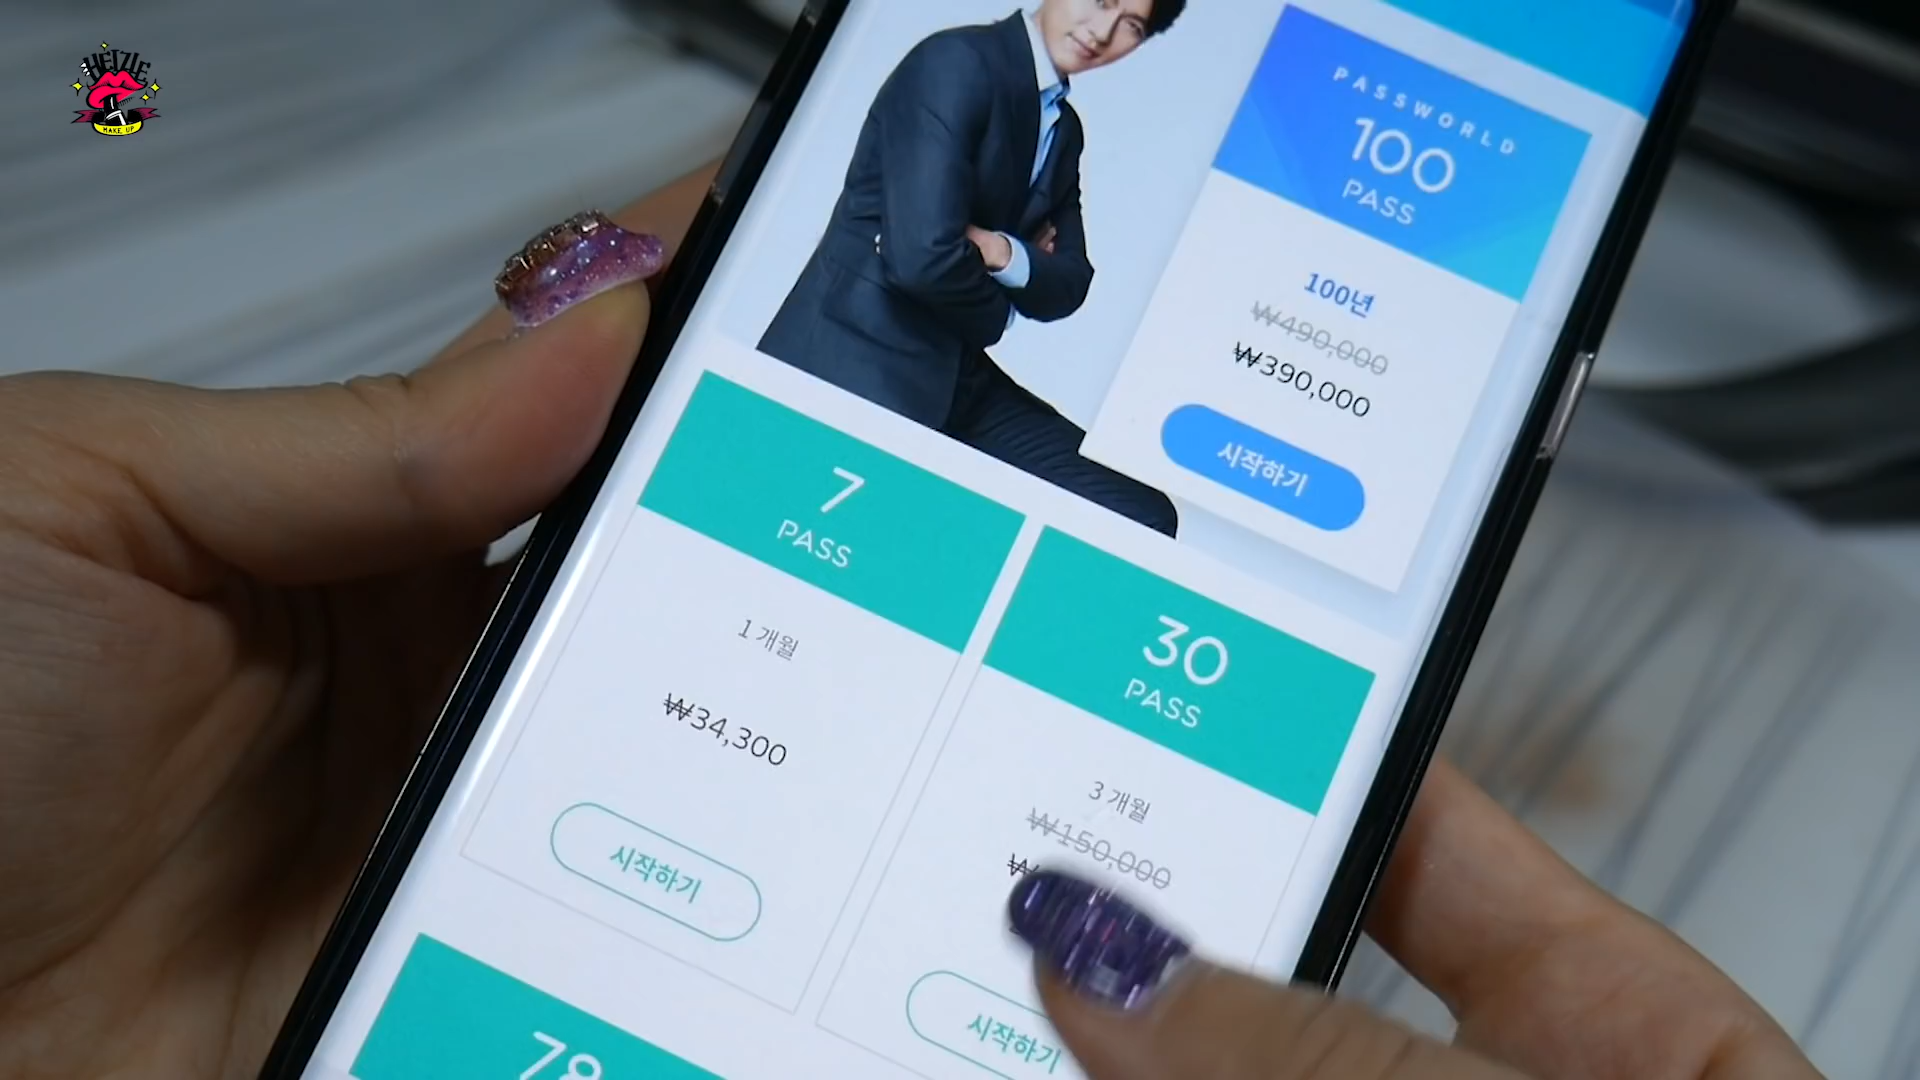 HEIZLE
MAKE UP
PASSWORLD
100
PASS
100년
₩490,000
₩390,000
시작하기
7
PASS
1 개월
₩34,300
시작하기
30
PASS
3 개월
₩150,000
₩
시작하기
78